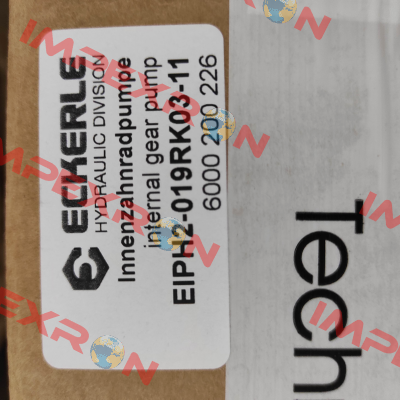 ECKERLE
HYDRAULIC DIVISION
Innenzahnradpumpe
internal gear pump
EIPH2-019RK03-11
6000 200 226
Tech
IMPEXRON
IMPEXRON
IMPEXRON